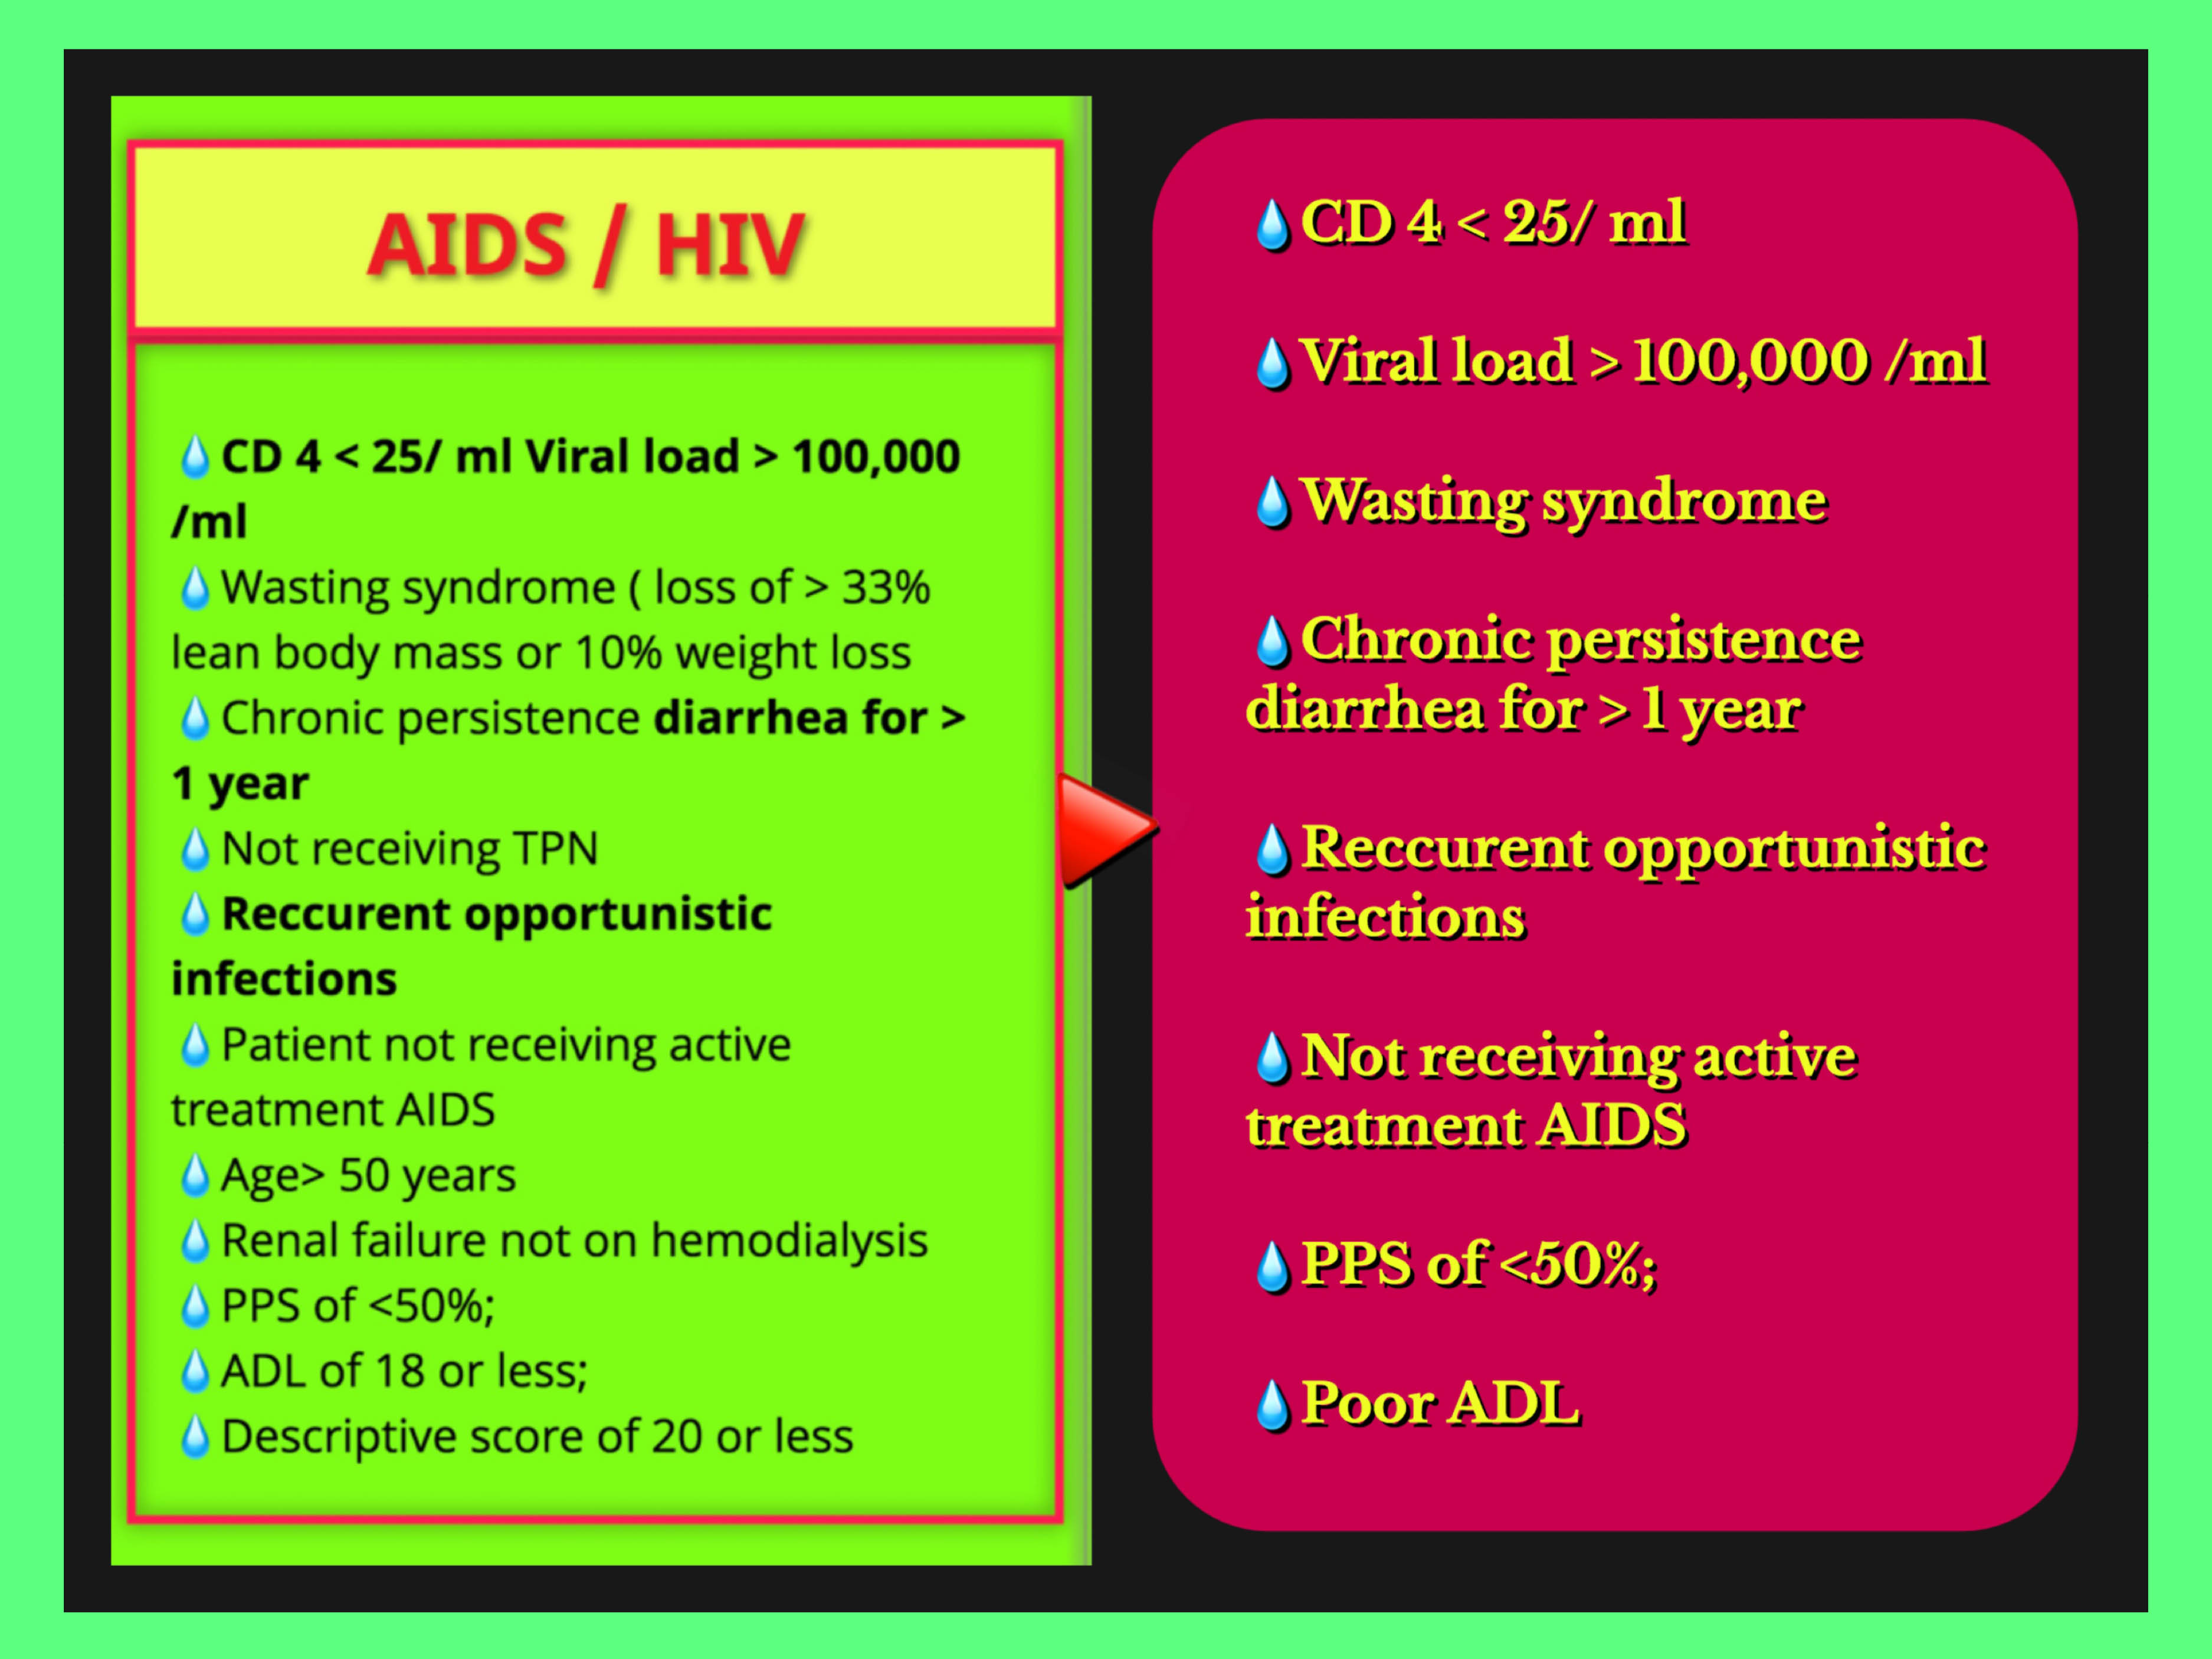 AIDS / HIV
💧CD 4 < 25/ ml Viral load > 100,000
/ml
💧Wasting syndrome ( loss of > 33%
lean body mass or 10% weight loss
💧Chronic persistence diarrhea for >
1 year
💧Not receiving TPN
💧Reccurent opportunistic
infections
💧Patient not receiving active
treatment AIDS
💧Age> 50 years
💧Renal failure not on hemodialysis
💧PPS of <50%;
💧ADL of 18 or less;
💧Descriptive score of 20 or less
💧CD 4 < 25/ ml
💧Viral load > 100,000 /ml
💧Wasting syndrome
💧Chronic persistence
diarrhea for > 1 year
💧Reccurent opportunistic
infections
💧Not receiving active
treatment AIDS
💧PPS of <50%;
💧Poor ADL